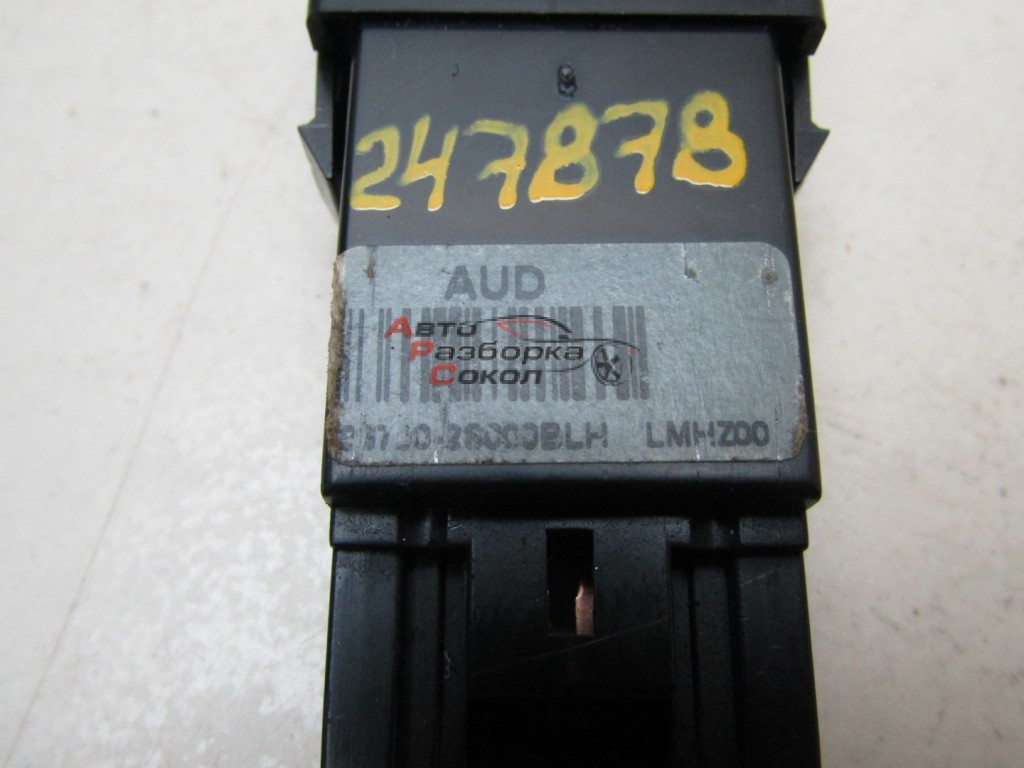 247878
AUD
Авто
Разборка
Сокол
LMHZ00